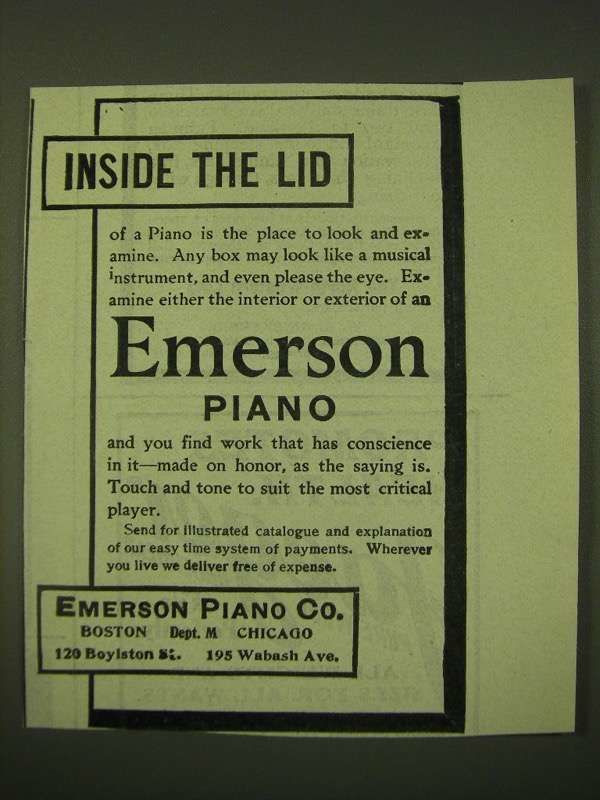 INSIDE THE LID
of a Piano is the place to look and ex-
amine. Any box may look like a musical
instrument, and even please the eye. Ex-
amine either the interior or exterior of an
Emerson
PIANO
and you find work that has conscience
in it—made on honor, as the saying is.
Touch and tone to suit the most critical
player.
Send for illustrated catalogue and explanation
of our easy time system of payments. Wherever
you live we deliver free of expense.
EMERSON PIANO CO.
BOSTON Dept. M CHICAGO
120 Boylston St. 195 Wabash Ave.